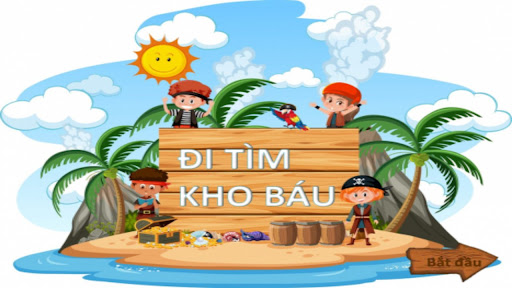 ĐI TÌM
KHO BÁU
Bắt đầu